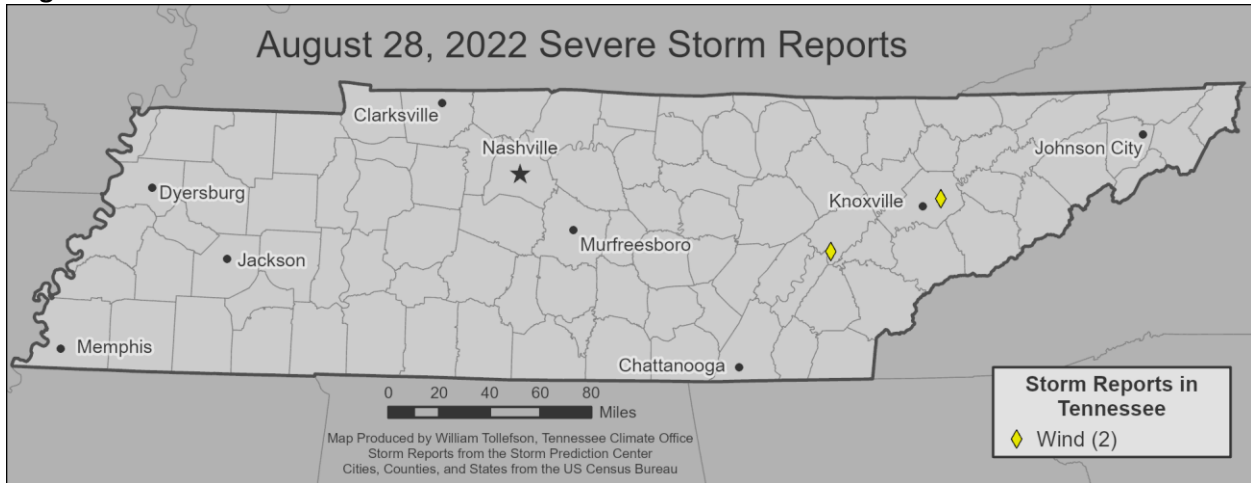 August 28, 2022 Severe Storm Reports
Clarksville
Nashville
Johnson City
Dyersburg
Knoxville
Murfreesboro
Jackson
Memphis
Chattanooga
0 20 40 60 80
Miles
Map Produced by William Tollefson, Tennessee Climate Office
Storm Reports from the Storm Prediction Center
Cities, Counties, and States from the US Census Bureau
Storm Reports in
Tennessee
Wind (2)